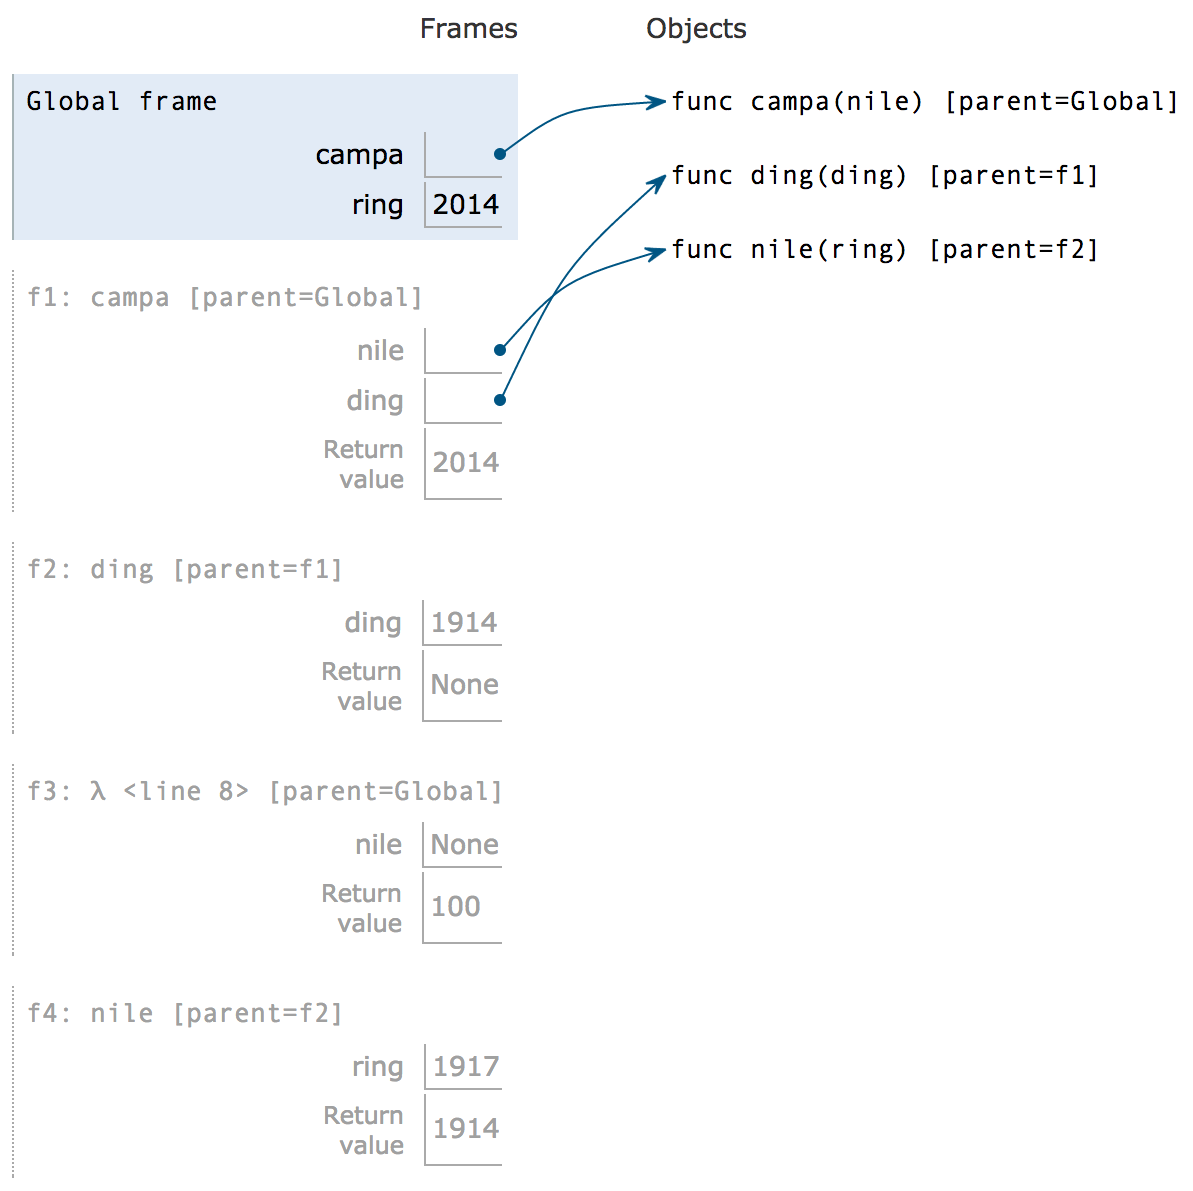 Frames Objects
Global frame
campa
ring 2014
func campa(nile) [parent=Global]
func ding(ding) [parent=f1]
func nile(ring) [parent=f2]
f1: campa [parent=Global]
nile
ding
Return
value 2014
f2: ding [parent=f1]
ding 1914
Return
value None
f3: λ <line 8> [parent=Global]
nile None
Return
value 100
f4: nile [parent=f2]
ring 1917
Return
value 1914